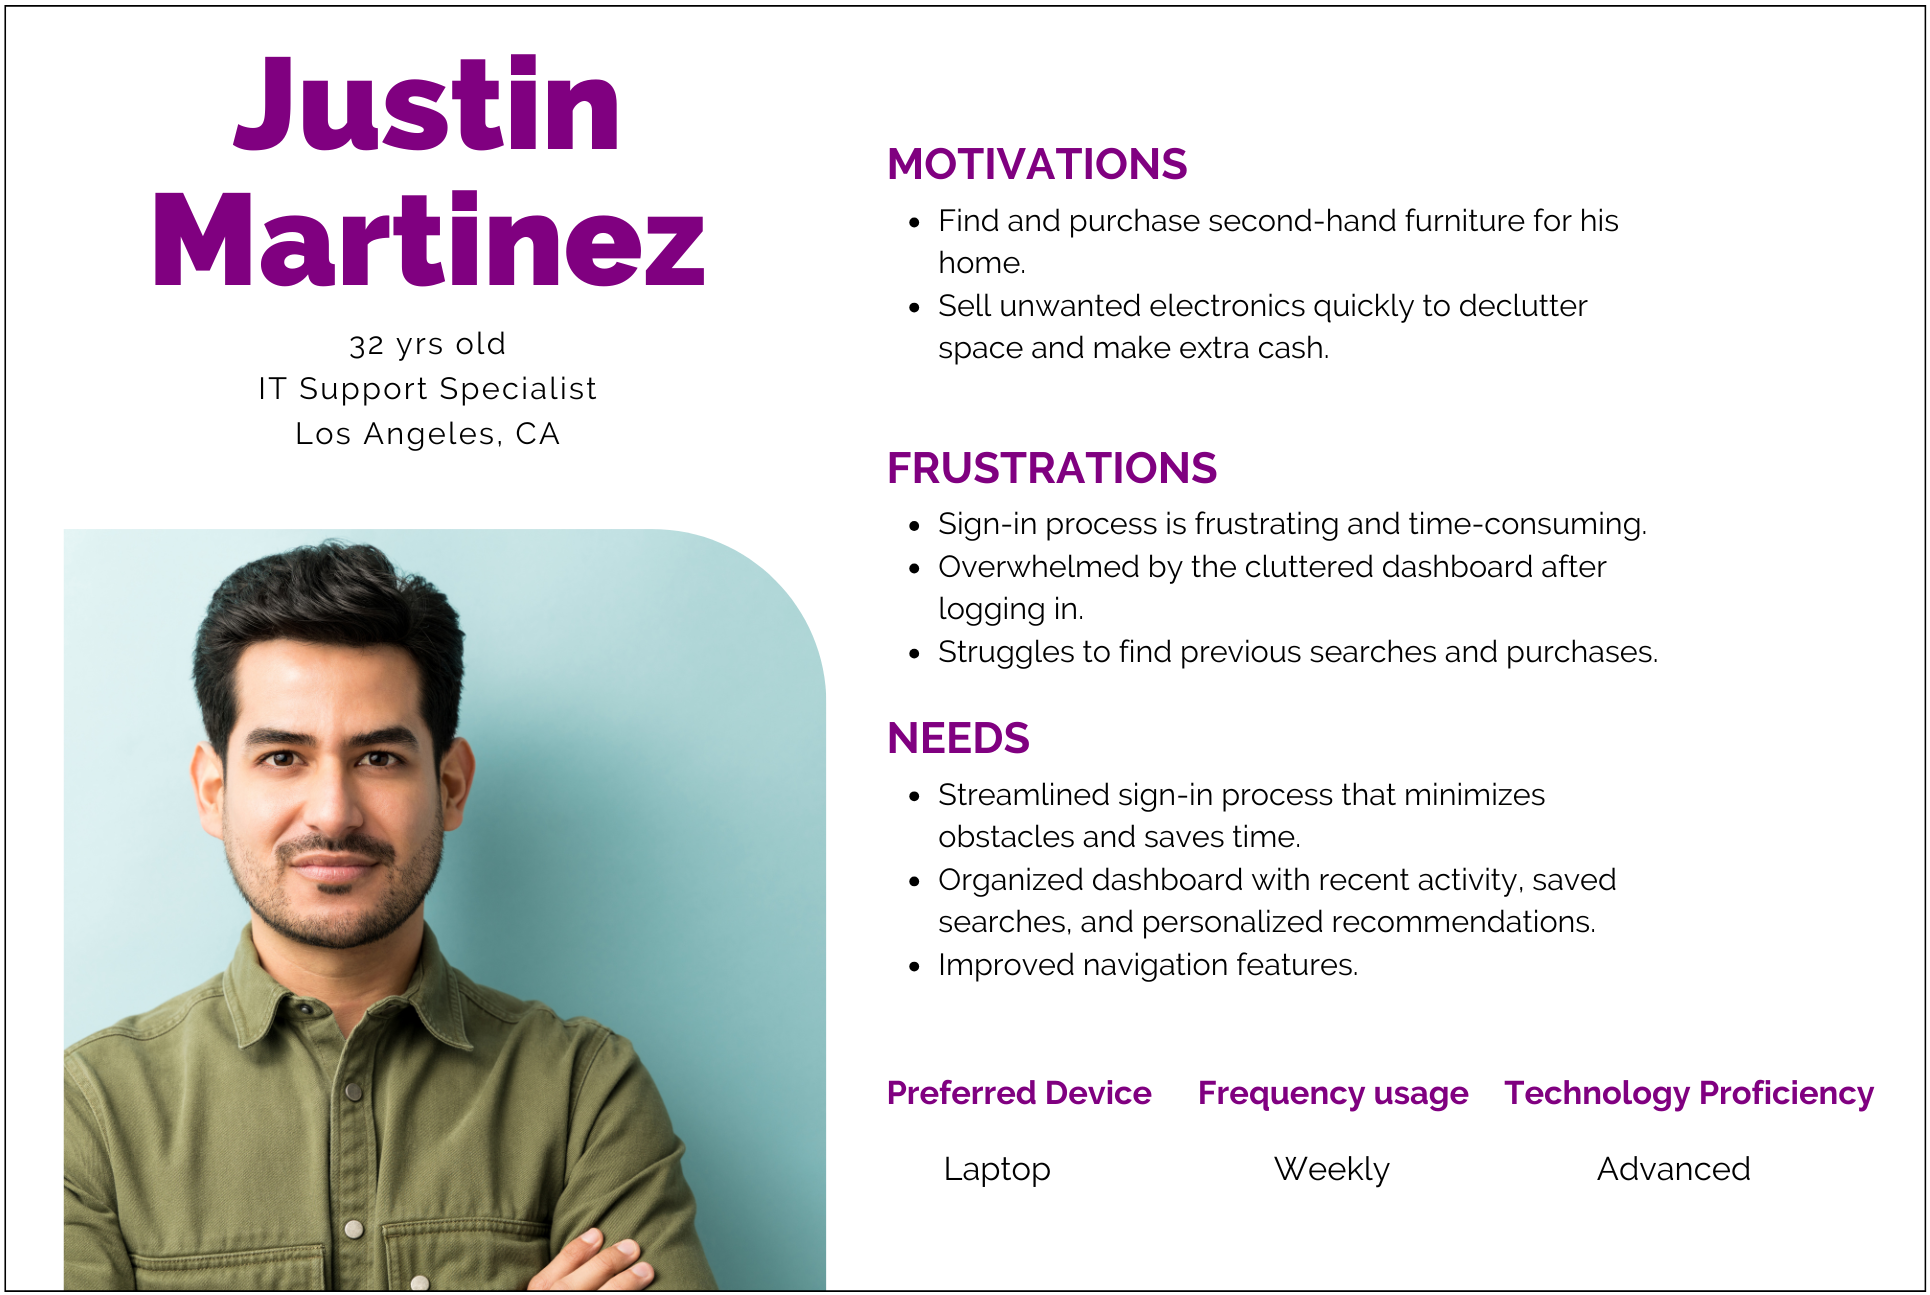 Justin
Martinez
32 yrs old
IT Support Specialist
Los Angeles, CA
MOTIVATIONS
• Find and purchase second-hand furniture for his
home.
• Sell unwanted electronics quickly to declutter
space and make extra cash.
FRUSTRATIONS
• Sign-in process is frustrating and time-consuming.
• Overwhelmed by the cluttered dashboard after
logging in.
• Struggles to find previous searches and purchases.
NEEDS
• Streamlined sign-in process that minimizes
obstacles and saves time.
• Organized dashboard with recent activity, saved
searches, and personalized recommendations.
• Improved navigation features.
Preferred Device Frequency usage Technology Proficiency
Laptop Weekly Advanced